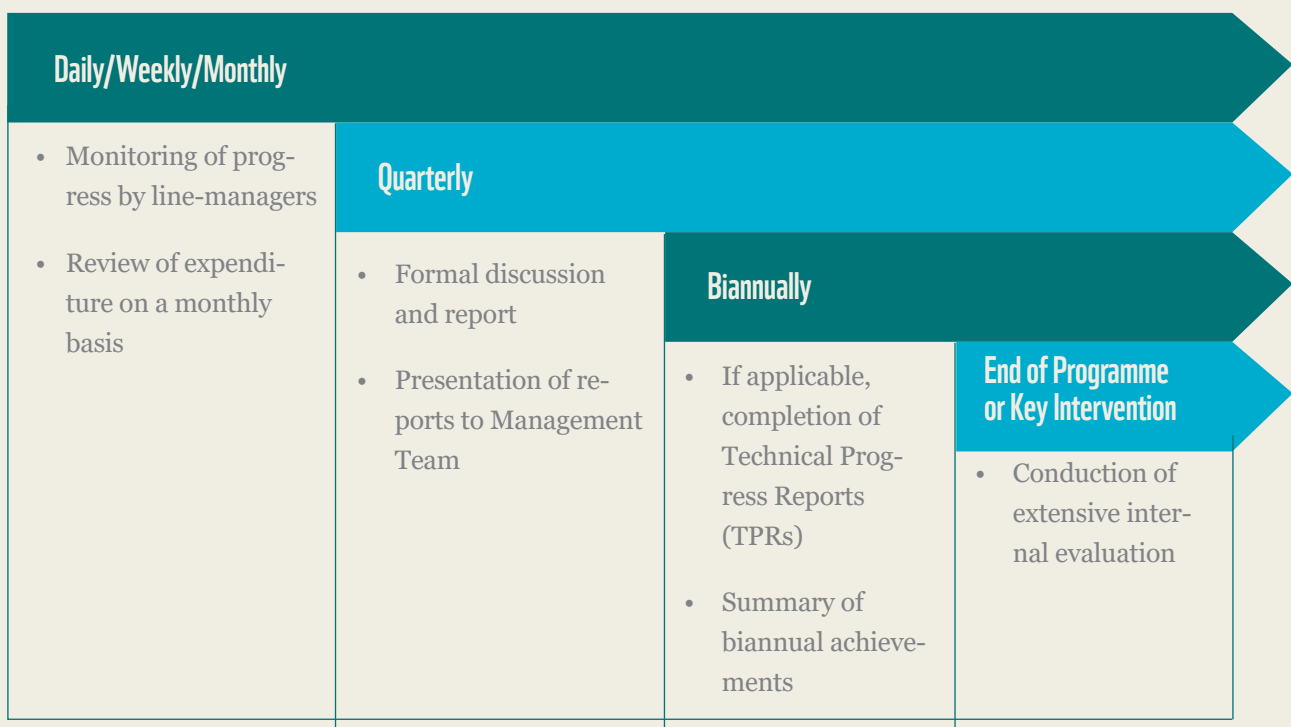 Daily/Weekly/Monthly
• Monitoring of prog-
ress by line-managers
• Review of expendi-
ture on a monthly
basis
Quarterly
• Formal discussion
and report
• Presentation of re-
ports to Management
Team
Biannually
• If applicable,
completion of
Technical Prog-
ress Reports
(TPRs)
• Summary of
biannual achieve-
ments
End of Programme
or Key Intervention
• Conduction of
extensive inter-
nal evaluation